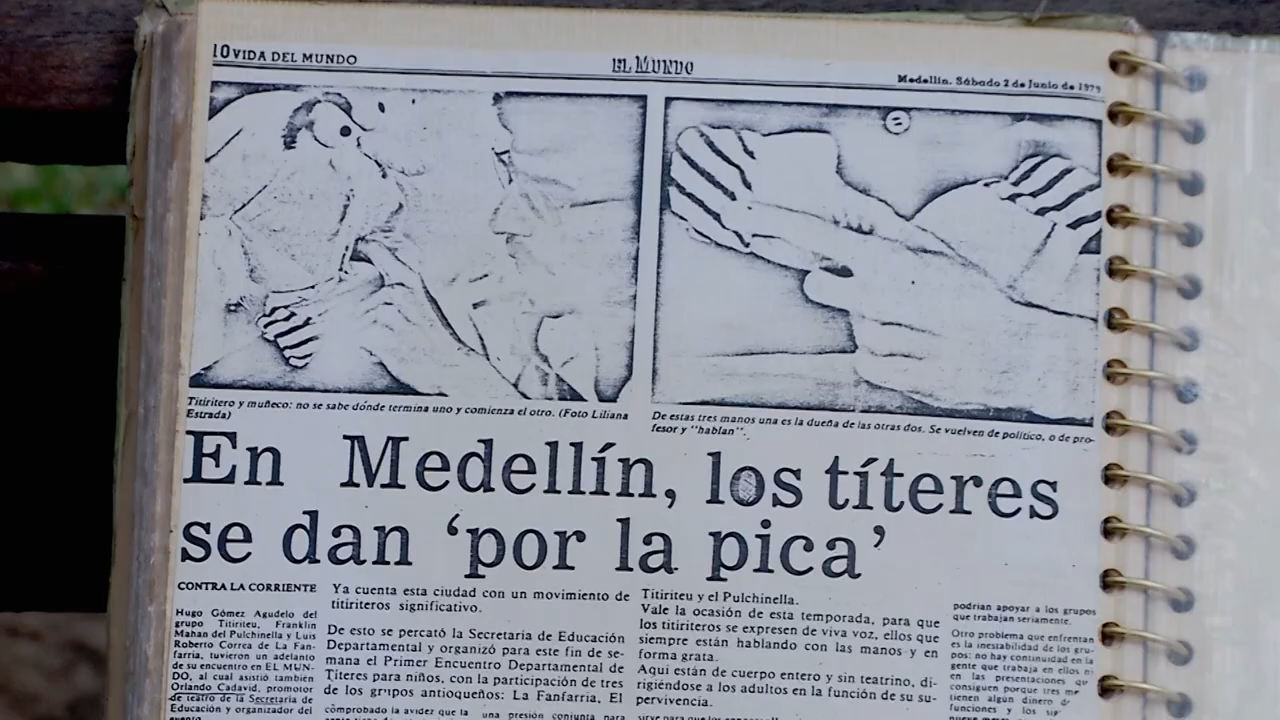 10 VIDA DEL MUNDO
EL MUNDO
Medellín, Sábado 2 de Junio de 1979
Titiritero y muñeco: no se sabe dónde termina uno y comienza el otro. (Foto Liliana
Estrada)
De estas tres manos una es la dueña de las otras dos. Se vuelven de político, o de pro-
fesor y "hablan".
En Medellín, los títeres
se dan ‘por la pica’
CONTRA LA CORRIENTE
Hugo Gómez Agudelo del
grupo Titiriteu, Franklin
Mahan del Pulchinella y Luis
Roberto Correa de La Fan-
farria, tuvieron un adelanto
de su encuentro en EL MUN-
DO, al cual asistió también
Orlando Cadavid, promotor
de teatro de la Secretaría de
Educación y organizador del
evento.
Ya cuenta esta ciudad con un movimiento de
titiriteros significativo.
De esto se percató la Secretaria de Educación
Departamental y organizó para este fin de se-
mana el Primer Encuentro Departamental de
Títeres para niños, con la participación de tres
de los grupos antioqueños: La Fanfarria, El
comprobado la avidez que la
una presión conjunta para
Titiriteu y el Pulchinella.
Vale la ocasión de esta temporada, para que
los titiriteros se expresen de viva voz, ellos que
siempre están hablando con las manos y en
forma grata.
Aquí están de cuerpo entero y sin teatrino, di-
rigiéndose a los adultos en la función de su su-
pervivencia.
podrían apoyar a los grupos
que trabajan seriamente.
Otro problema que enfrentan
es la inestabilidad de los gru-
pos: no hay continuidad en la
gente que trabaja en ellos
en las presentaciones
consiguen porque tres
tienen algún dinero
funciones y los